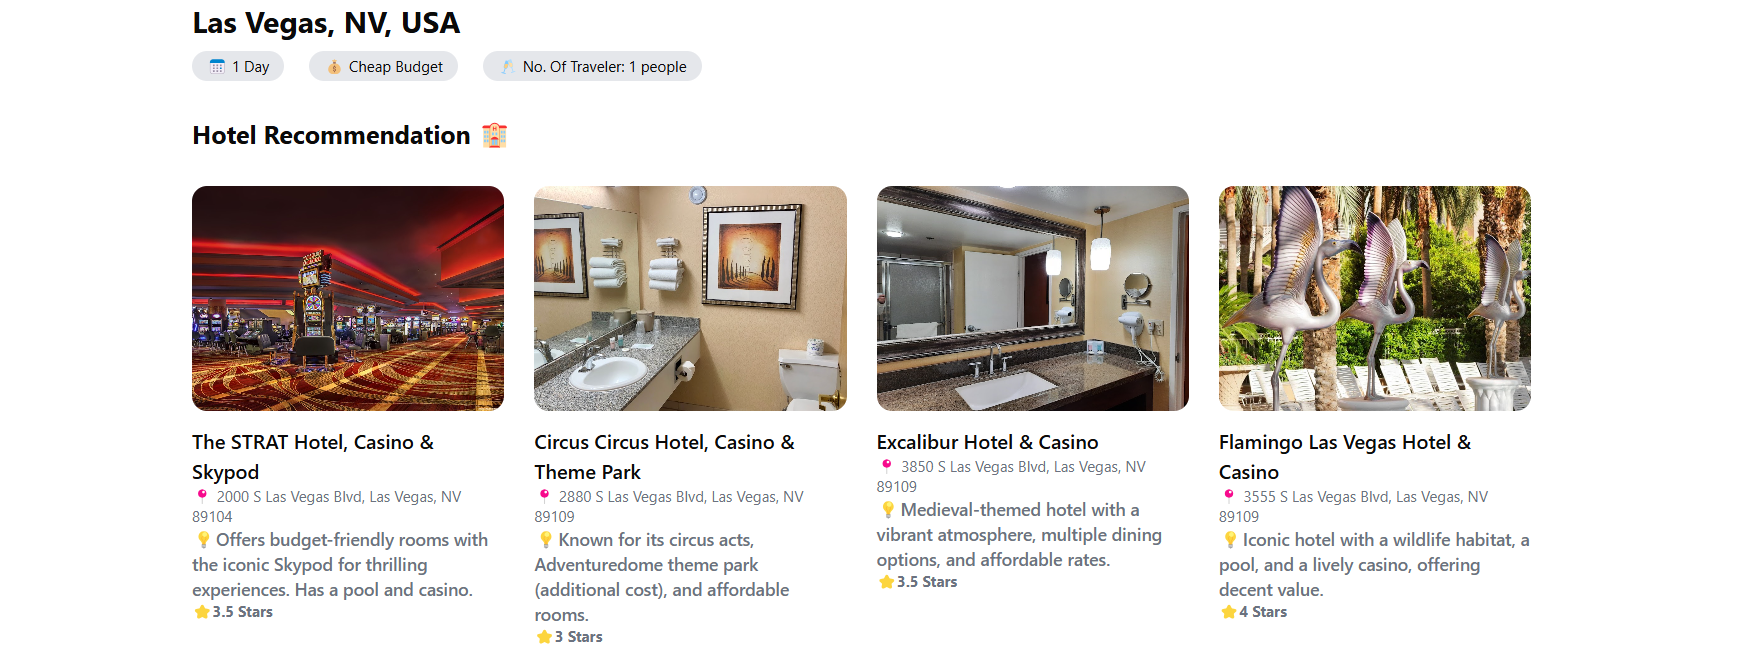 Las Vegas, NV, USA
1 Day
Cheap Budget
No. Of Traveler: 1 people
Hotel Recommendation
The STRAT Hotel, Casino &
Skypod
2000 S Las Vegas Blvd, Las Vegas, NV
89104
Offers budget-friendly rooms with
the iconic Skypod for thrilling
experiences. Has a pool and casino.
3.5 Stars
Circus Circus Hotel, Casino &
Theme Park
2880 S Las Vegas Blvd, Las Vegas, NV
89109
Known for its circus acts,
Adventuredome theme park
(additional cost), and affordable
rooms.
3 Stars
Excalibur Hotel & Casino
3850 S Las Vegas Blvd, Las Vegas, NV
89109
Medieval-themed hotel with a
vibrant atmosphere, multiple dining
options, and affordable rates.
3.5 Stars
Flamingo Las Vegas Hotel &
Casino
3555 S Las Vegas Blvd, Las Vegas, NV
89109
Iconic hotel with a wildlife habitat, a
pool, and a lively casino, offering
decent value.
4 Stars